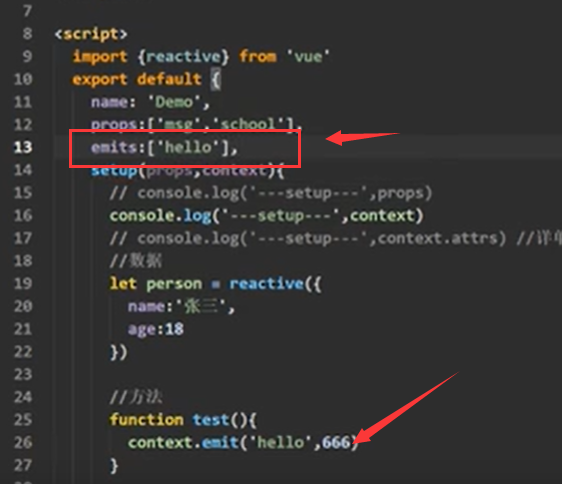 7
8 <script>
9 import {reactive} from 'vue'
10 export default {
11 name: 'Demo',
12 props:['msg','school'],
13 emits:['hello'],
14 setup(props,context){
15 // console.log('---setup---',props)
16 console.log('---setup---',context)
17 // console.log('---setup---',context.attrs) //
18 //数据
19 let person = reactive({
20 name:'张三',
21 age:18
22 })
23
24 //方法
25 function test(){
26 context.emit('hello',666)
27 }